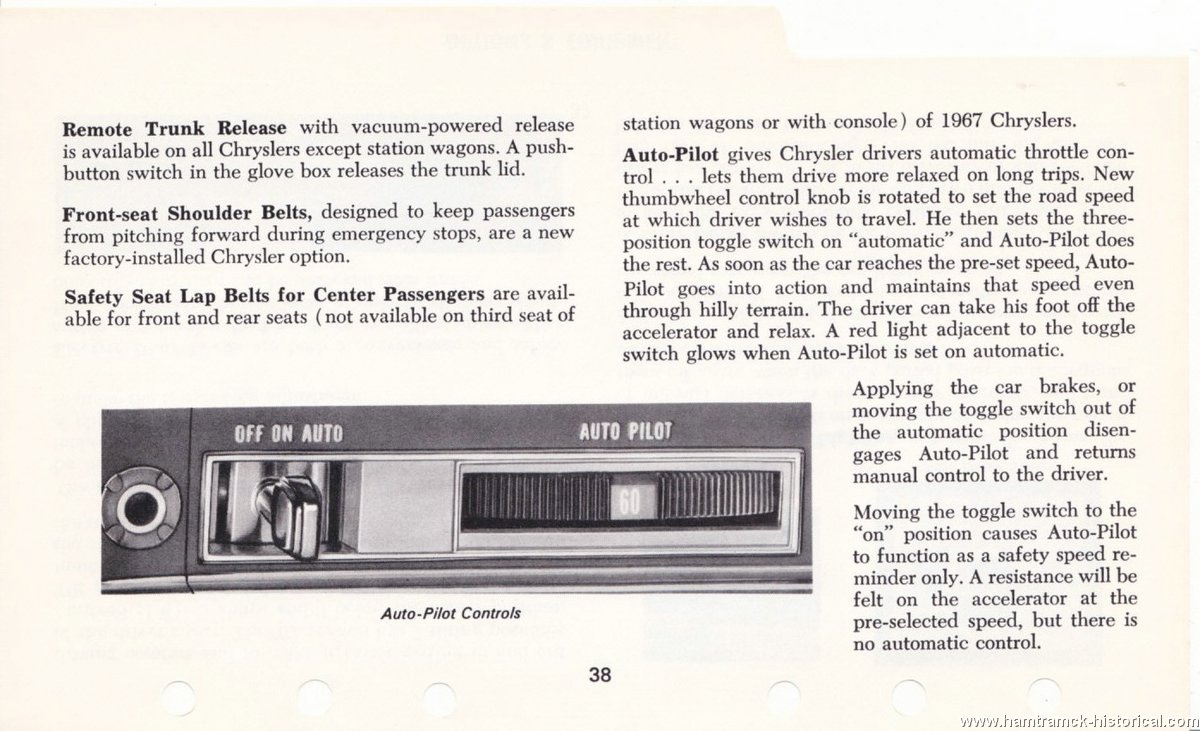 Remote Trunk Release with vacuum-powered release
is available on all Chryslers except station wagons. A push-
button switch in the glove box releases the trunk lid.
Front-seat Shoulder Belts, designed to keep passengers
from pitching forward during emergency stops, are a new
factory-installed Chrysler option.
Safety Seat Lap Belts for Center Passengers are avail-
able for front and rear seats (not available on third seat of
station wagons or with console) of 1967 Chryslers.
Auto-Pilot gives Chrysler drivers automatic throttle con-
trol . . . lets them drive more relaxed on long trips. New
thumbwheel control knob is rotated to set the road speed
at which driver wishes to travel. He then sets the three-
position toggle switch on “automatic” and Auto-Pilot does
the rest. As soon as the car reaches the pre-set speed, Auto-
Pilot goes into action and maintains that speed even
through hilly terrain. The driver can take his foot off the
accelerator and relax. A red light adjacent to the toggle
switch glows when Auto-Pilot is set on automatic.
Applying the car brakes, or
moving the toggle switch out of
the automatic position disen-
gages Auto-Pilot and returns
manual control to the driver.
Moving the toggle switch to the
“on” position causes Auto-Pilot
to function as a safety speed re-
minder only. A resistance will be
felt on the accelerator at the
pre-selected speed, but there is
no automatic control.
OFF ON AUTO
AUTO PILOT
60
Auto-Pilot Controls
38
www.hamtramck-historical.com